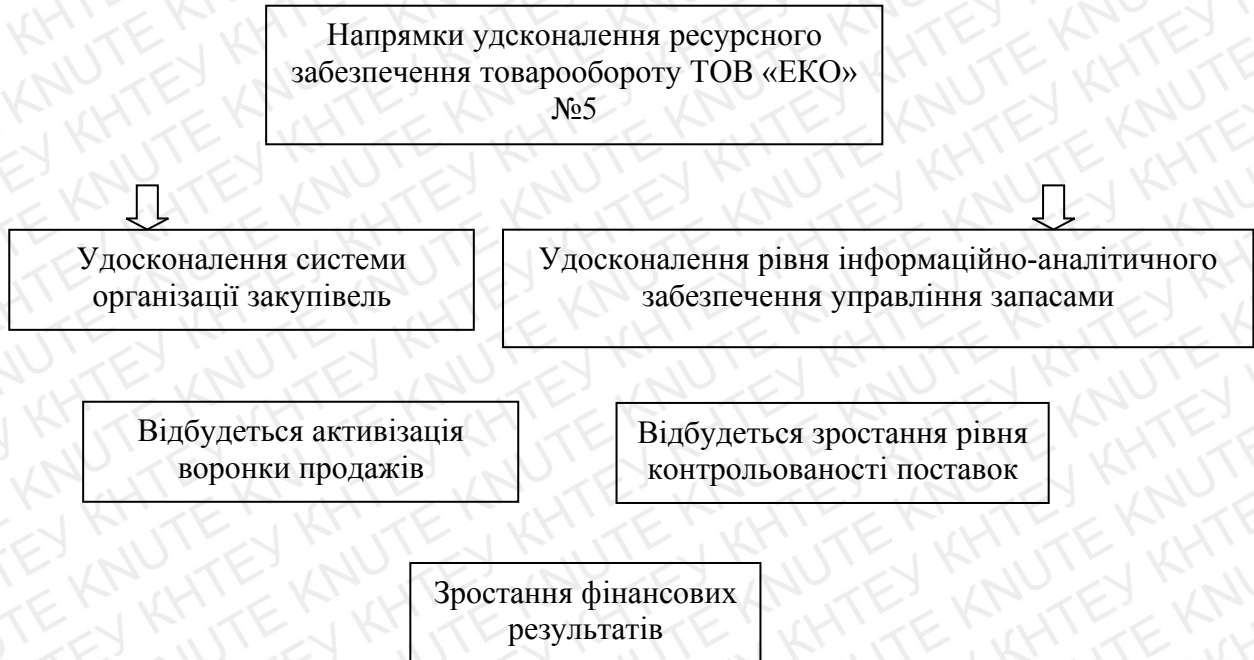 Напрямки удсконалення ресурсного
забезпечення товарообороту ТОВ «ЕКО»
№5
Удосконалення системи
організації закупівель
Удосконалення рівня інформаційно-аналітичного
забезпечення управління запасами
Відбудеться активізація
воронки продажів
Відбудеться зростання рівня
контрольованості поставок
Зростання фінансових
результатів